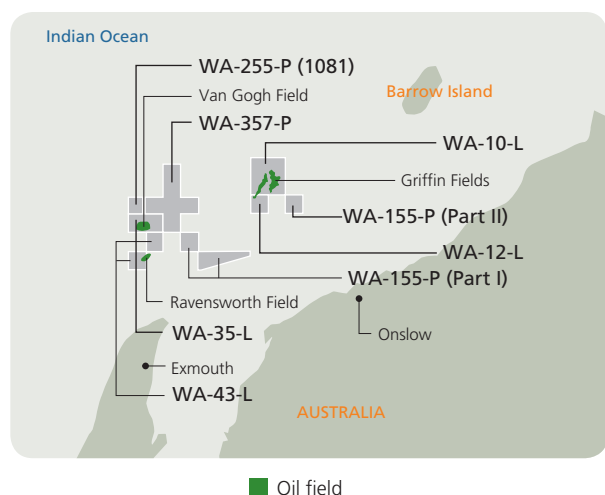 Indian Ocean
WA-255-P (1081)
Van Gogh Field
Barrow Island
WA-357-P
WA-10-L
Griffin Fields
WA-155-P (Part II)
WA-12-L
WA-155-P (Part I)
Ravensworth Field
WA-35-L
Onslow
Exmouth
WA-43-L
AUSTRALIA
Oil field